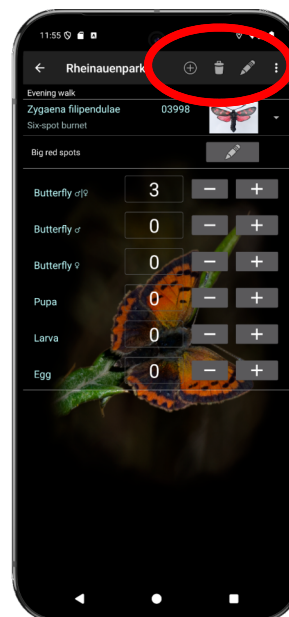 11:55
Rheinauenpark
Evening walk
Zygaena filipendulae 03998
Six-spot burnet
Big red spots
Butterfly ♂|♀ 3 − +
Butterfly ♂ 0 − +
Butterfly ♀ 0 − +
Pupa 0 − +
Larva 0 − +
Egg 0 − +